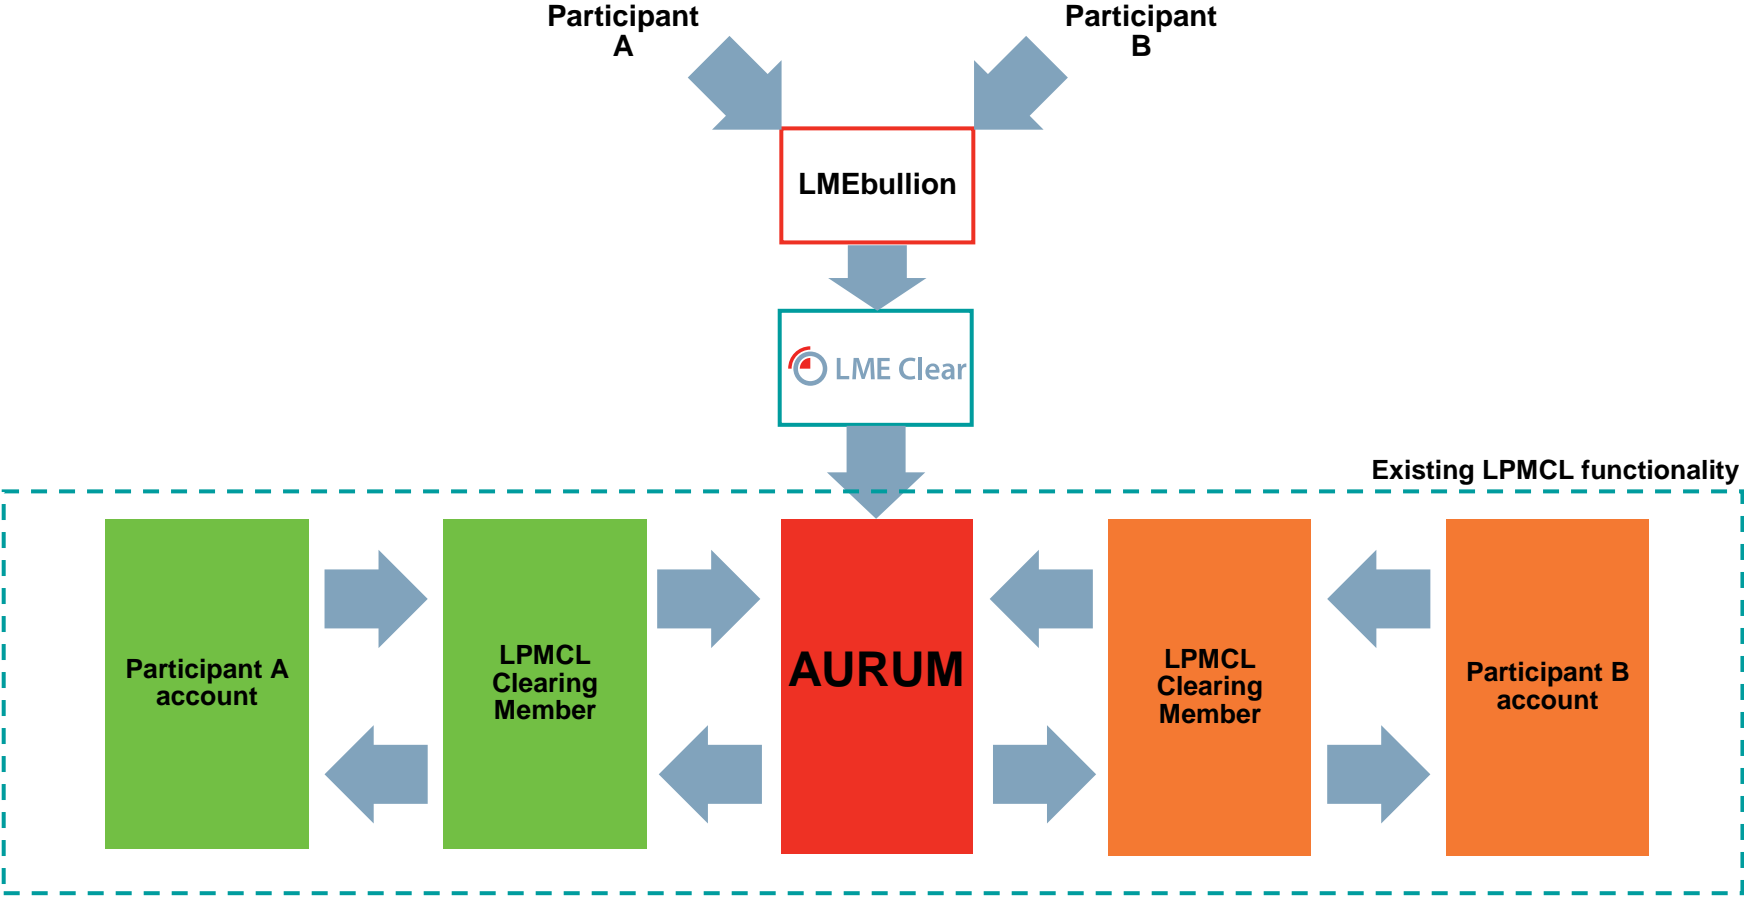 Participant
A
Participant
B
LMEbullion
LME Clear
Existing LPMCL functionality
Participant A
account
LPMCL
Clearing
Member
AURUM
LPMCL
Clearing
Member
Participant B
account